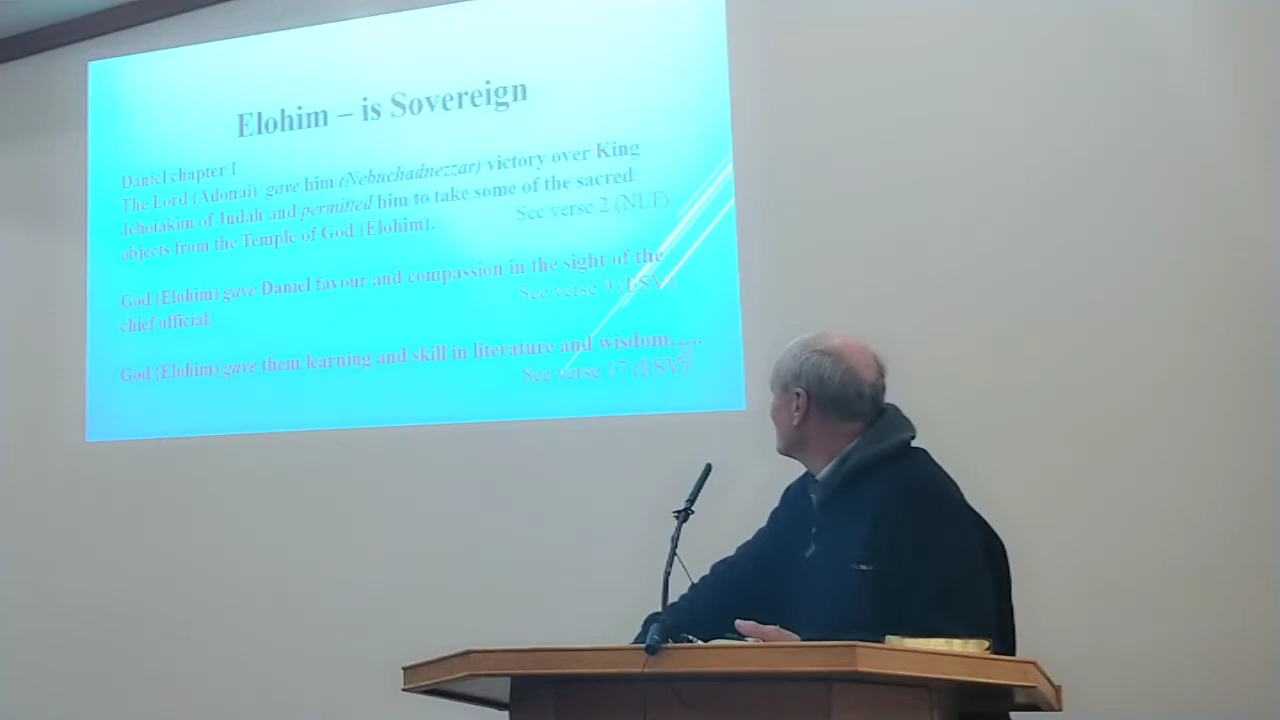 Elohim – is Sovereign
Daniel chapter 1
The Lord (Adonai) gave him (Nebuchadnezzar) victory over King
Jehoiakim of Judah and permitted him to take some of the sacred
objects from the Temple of God (Elohim).
See verse 2 (NLT)
God (Elohim) gave Daniel favour and compassion in the sight of the
chief official.
See verse 9 (ESV)
God (Elohim) gave them learning and skill in literature and wisdom…..
See verse 17 (ESV)